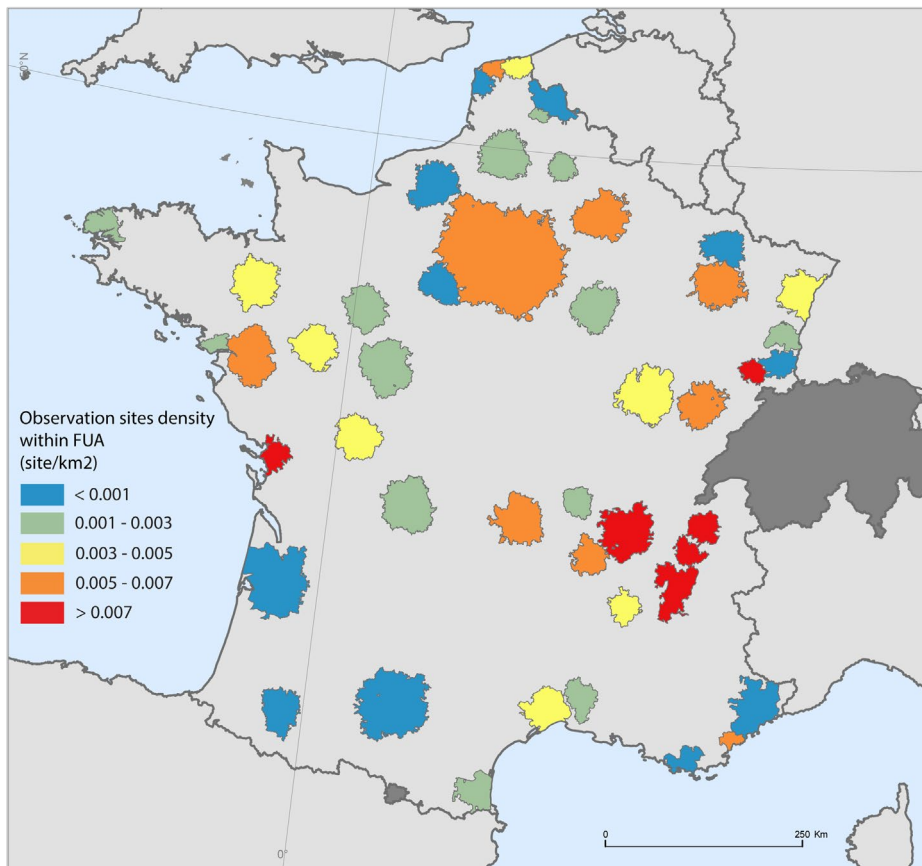 50°N
Observation sites density
within FUA
(site/km2)
< 0.001
0.001 - 0.003
0.003 - 0.005
0.005 - 0.007
> 0.007
0°
0 250 Km